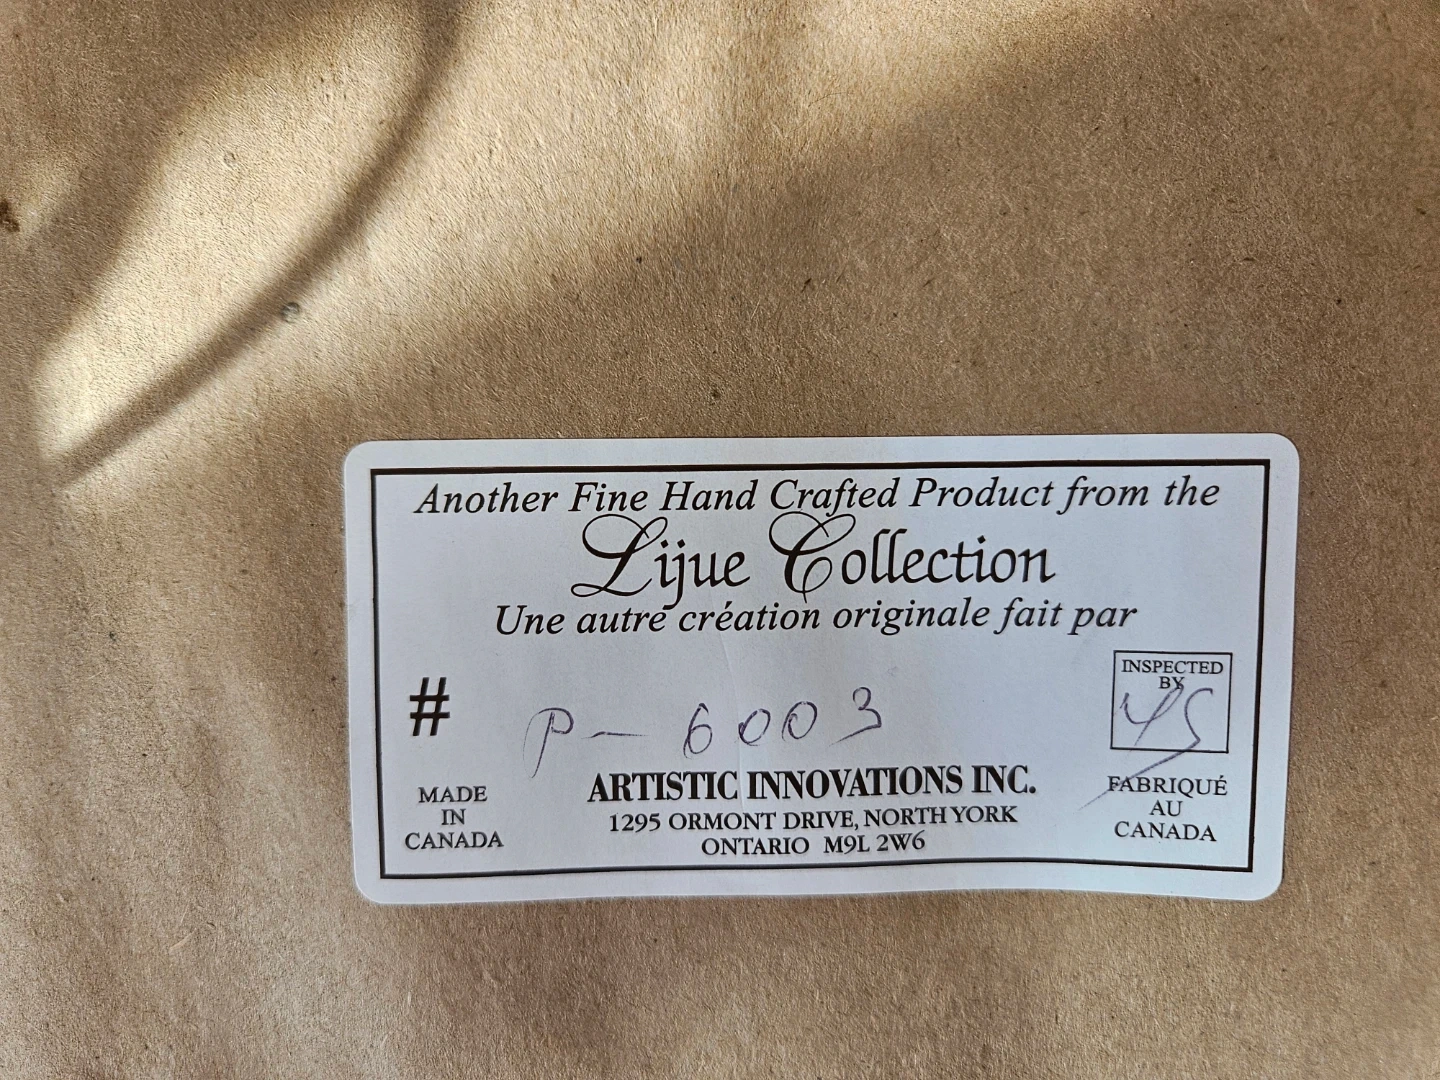 Another Fine Hand Crafted Product from the
Lijue Collection
Une autre création originale fait par
# P-6003
INSPECTED
BY
ARTISTIC INNOVATIONS INC.
1295 ORMONT DRIVE, NORTH YORK
ONTARIO M9L 2W6
MADE
IN
CANADA
FABRIQUÉ
AU
CANADA